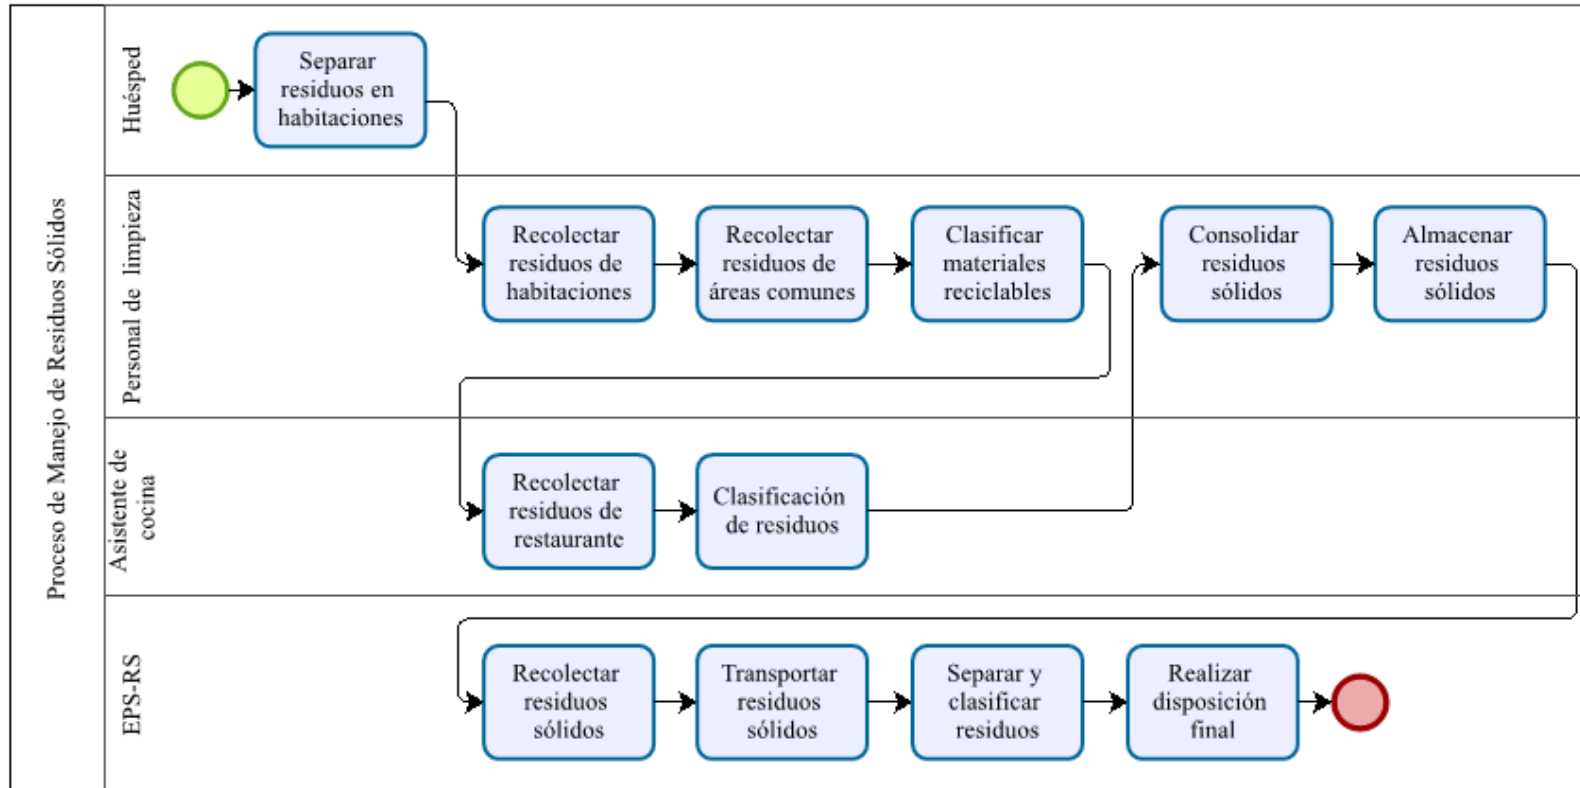 Proceso de Manejo de Residuos Sólidos
Huésped
Separar
residuos en
habitaciones
Personal de limpieza
Recolectar
residuos de
habitaciones
Recolectar
residuos de
áreas comunes
Clasificar
materiales
reciclables
Consolidar
residuos
sólidos
Almacenar
residuos
sólidos
Asistente de
cocina
Recolectar
residuos de
restaurante
Clasificación
de residuos
EPS-RS
Recolectar
residuos
sólidos
Transportar
residuos
sólidos
Separar y
clasificar
residuos
Realizar
disposición
final